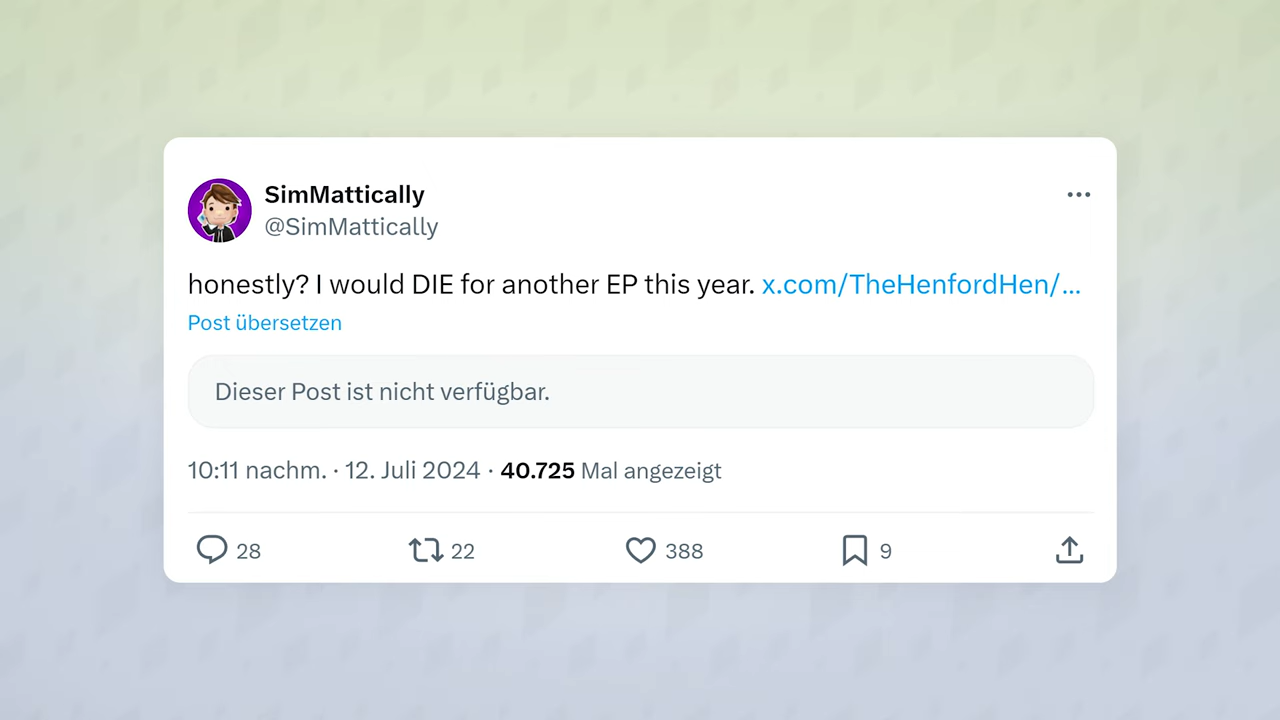 SimMattically
@SimMattically
honestly? I would DIE for another EP this year. x.com/TheHenfordHen/...
Post übersetzen
Dieser Post ist nicht verfügbar.
10:11 nachm. · 12. Juli 2024 · 40.725 Mal angezeigt
28 22 388 9